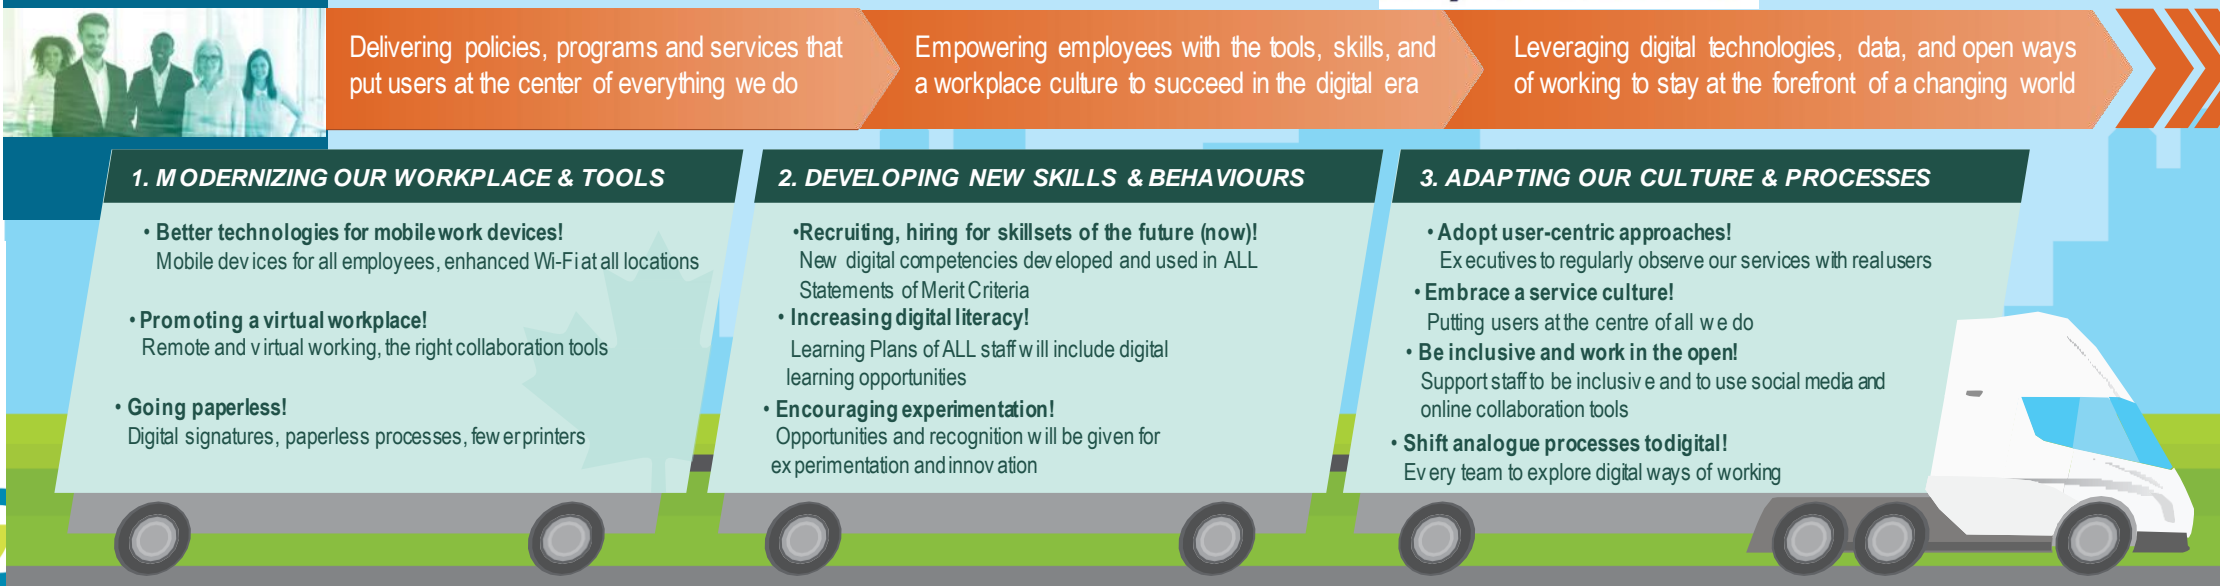 Delivering policies, programs and services that
put users at the center of everything we do
Empowering employees with the tools, skills, and
a workplace culture to succeed in the digital era
Leveraging digital technologies, data, and open ways
of working to stay at the forefront of a changing world
1. MODERNIZING OUR WORKPLACE & TOOLS
• Better technologies for mobile work devices!
Mobile devices for all employees, enhanced Wi-Fi at all locations
• Promoting a virtual workplace!
Remote and virtual working, the right collaboration tools
• Going paperless!
Digital signatures, paperless processes, fewer printers
2. DEVELOPING NEW SKILLS & BEHAVIOURS
•Recruiting, hiring for skillsets of the future (now)!
New digital competencies developed and used in ALL
Statements of Merit Criteria
• Increasing digital literacy!
Learning Plans of ALL staff will include digital
learning opportunities
• Encouraging experimentation!
Opportunities and recognition will be given for
experimentation and innovation
3. ADAPTING OUR CULTURE & PROCESSES
• Adopt user-centric approaches!
Executives to regularly observe our services with real users
• Embrace a service culture!
Putting users at the centre of all we do
• Be inclusive and work in the open!
Support staff to be inclusive and to use social media and
online collaboration tools
• Shift analogue processes to digital!
Every team to explore digital ways of working